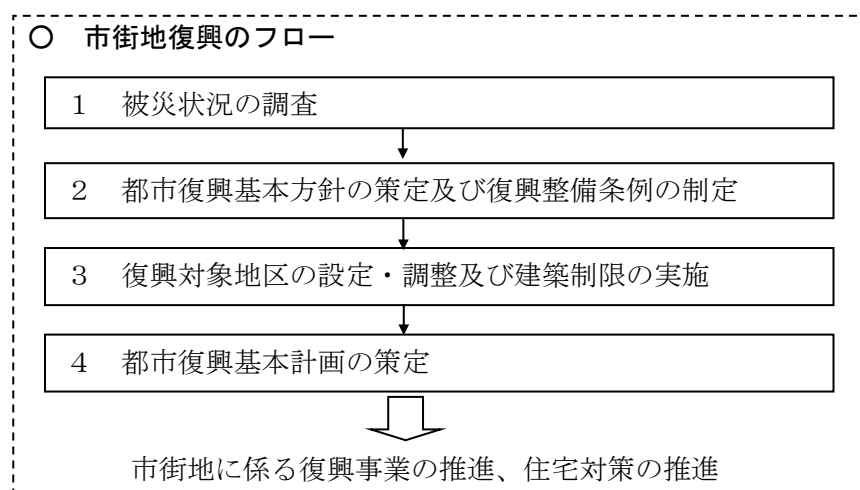 ○ 市街地復興のフロー
1 被災状況の調査
2 都市復興基本方針の策定及び復興整備条例の制定
3 復興対象地区の設定・調整及び建築制限の実施
4 都市復興基本計画の策定
市街地に係る復興事業の推進、住宅対策の推進